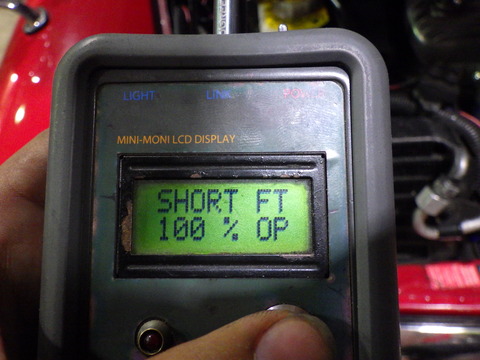 LIGHT LINK
MINI-MONI LCD DISPLAY
SHORT FT
100 % OP